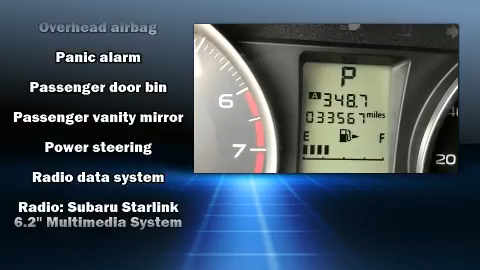 Overhead airbag
Panic alarm
Passenger door bin
Passenger vanity mirror
Power steering
Radio data system
Radio: Subaru Starlink
6.2" Multimedia System
P
A 348.7
033567 miles
E F
6
7
20